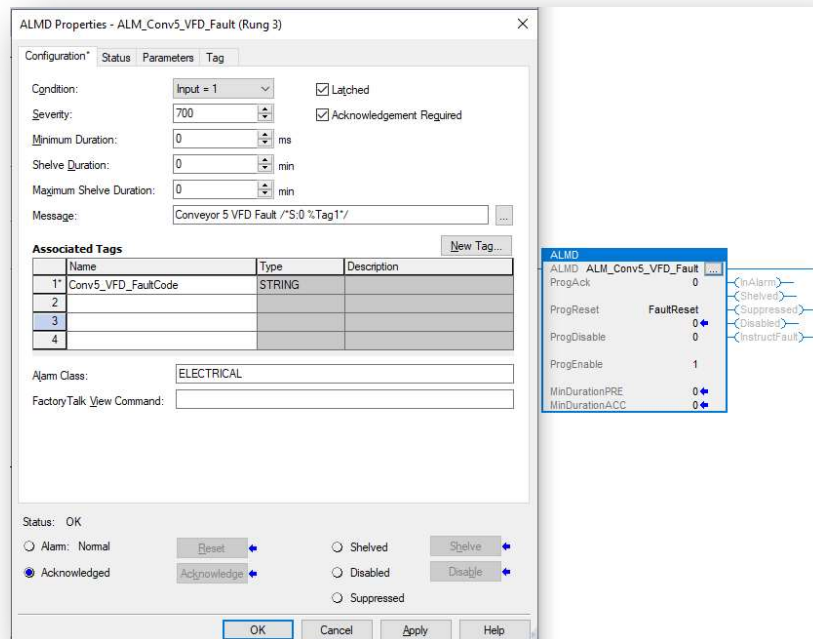 ALMD Properties - ALM_Conv5_VFD_Fault (Rung 3)
Configuration* Status Parameters Tag
Condition: Input = 1 Latched
Severity: 700 Acknowledgement Required
Minimum Duration: 0 ms
Shelve Duration: 0 min
Maximum Shelve Duration: 0 min
Message: Conveyor 5 VFD Fault /*S:0 %Tag1*/ ...
Associated Tags New Tag...
Name Type Description
1* Conv5_VFD_FaultCode STRING
2
3
4
Alarm Class: ELECTRICAL
FactoryTalk View Command:
Status: OK
Alarm: Normal Reset Shelved Shelve
Acknowledged Acknowledge Disabled Disable
Suppressed
OK Cancel Apply Help
ALMD
ALMD ALM_Conv5_VFD_Fault ...
ProgAck 0 InAlarm
Shelved
ProgReset FaultReset Suppressed
0 Disabled
ProgDisable 0 InstructFault
ProgEnable 1
MinDurationPRE 0
MinDurationACC 0